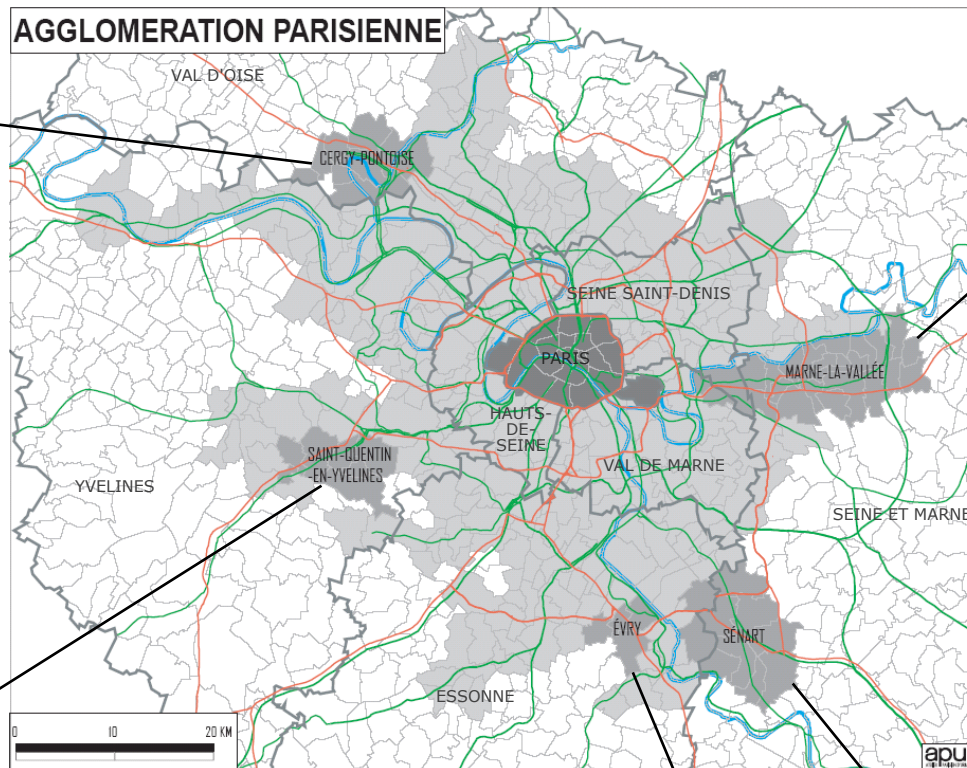 AGGLOMERATION PARISIENNE
VAL D'OISE
CERGY-PONTOISE
SEINE SAINT-DENIS
PARIS
MARNE-LA-VALLÉE
HAUTS-
DE-
SEINE
SAINT-QUENTIN
-EN-YVELINES
VAL DE MARNE
YVELINES
SEINE ET MARNE
ÉVRY
SÉNART
ESSONNE
0 10 20 KM
apu